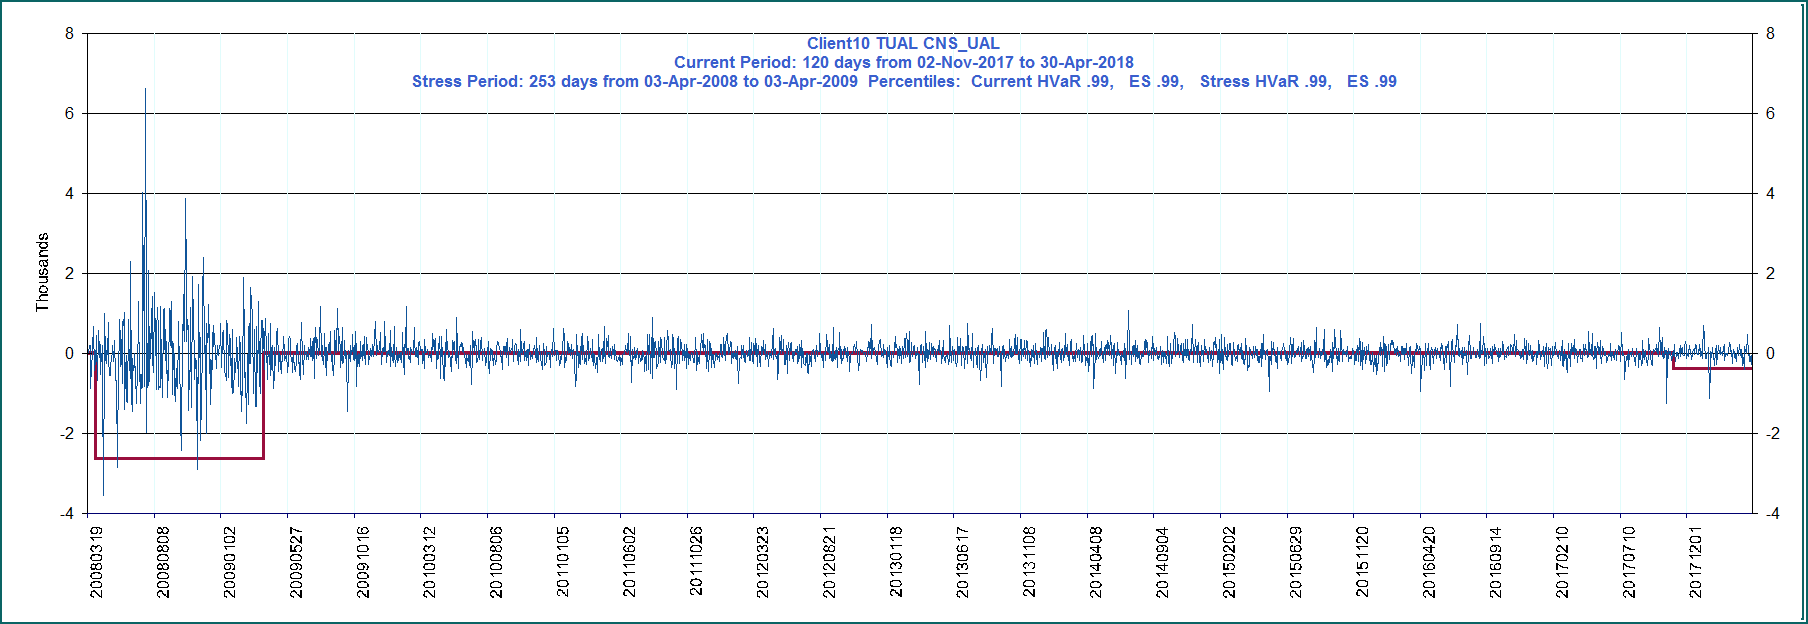 Client10 TUAL CNS_UAL
Current Period: 120 days from 02-Nov-2017 to 30-Apr-2018
Stress Period: 253 days from 03-Apr-2008 to 03-Apr-2009  Percentiles:  Current HVaR .99,   ES .99,   Stress HVaR .99,   ES .99
8 8
6 6
4 4
2 2
0 0
-2 -2
-4 -4
Thousands
20080319 20080808 20090102 20090527 20091016 20100312 20100806 20110105 20110602 20111026 20120323 20120821 20130118 20130617 20131108 20140408 20140904 20150202 20150629 20151120 20160420 20160914 20170210 20170710 20171201